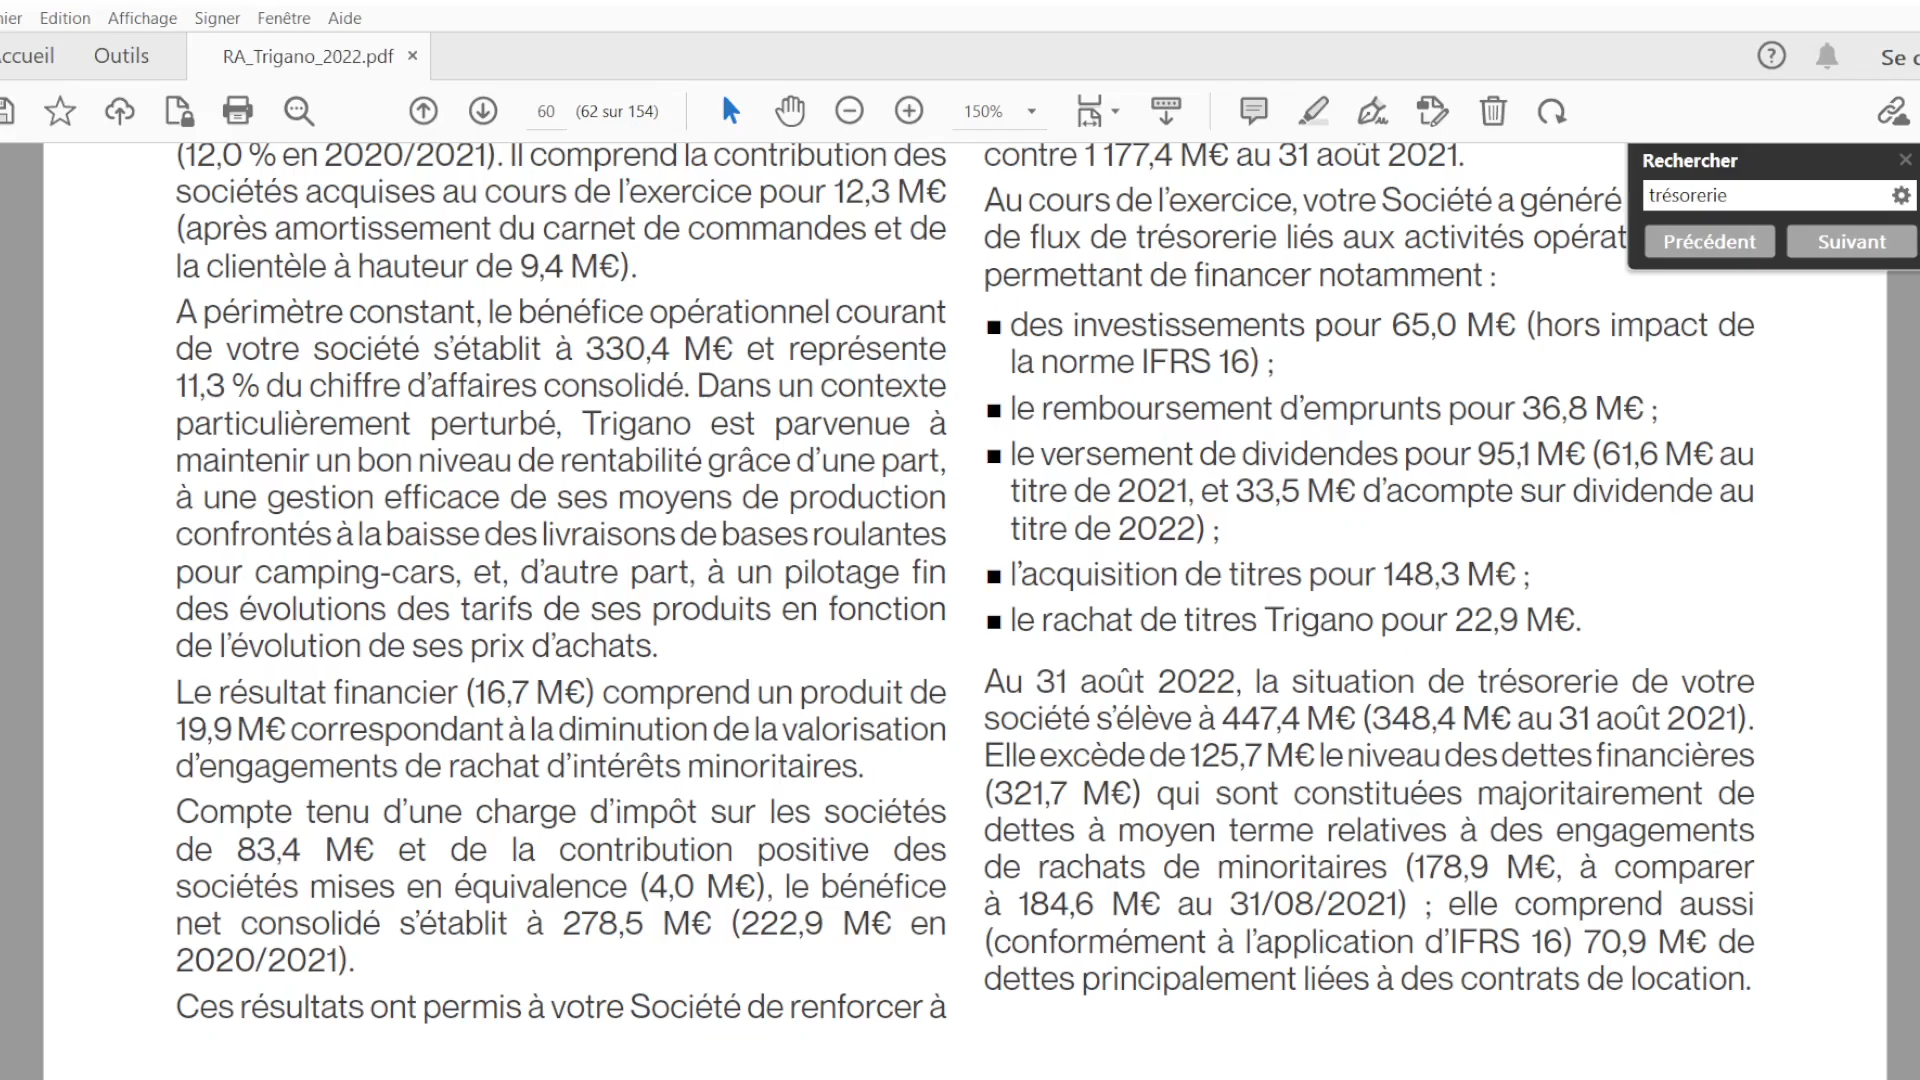 Edition Affichage Signer Fenêtre Aide
Outils RA_Trigano_2022.pdf ×
60 (62 sur 154) 150%
Rechercher
trésorerie
Précédent Suivant
(12,0 % en 2020/2021). Il comprend la contribution des
sociétés acquises au cours de l’exercice pour 12,3 M€
(après amortissement du carnet de commandes et de
la clientèle à hauteur de 9,4 M€).
A périmètre constant, le bénéfice opérationnel courant
de votre société s’établit à 330,4 M€ et représente
11,3 % du chiffre d’affaires consolidé. Dans un contexte
particulièrement perturbé, Trigano est parvenue à
maintenir un bon niveau de rentabilité grâce d’une part,
à une gestion efficace de ses moyens de production
confrontés à la baisse des livraisons de bases roulantes
pour camping-cars, et, d’autre part, à un pilotage fin
des évolutions des tarifs de ses produits en fonction
de l’évolution de ses prix d’achats.
Le résultat financier (16,7 M€) comprend un produit de
19,9 M€ correspondant à la diminution de la valorisation
d’engagements de rachat d’intérêts minoritaires.
Compte tenu d’une charge d’impôt sur les sociétés
de 83,4 M€ et de la contribution positive des
sociétés mises en équivalence (4,0 M€), le bénéfice
net consolidé s’établit à 278,5 M€ (222,9 M€ en
2020/2021).
Ces résultats ont permis à votre Société de renforcer à
contre 1 177,4 M€ au 31 août 2021.
Au cours de l’exercice, votre Société a généré
de flux de trésorerie liés aux activités
permettant de financer notamment :
■ des investissements pour 65,0 M€ (hors impact de
la norme IFRS 16) ;
■ le remboursement d’emprunts pour 36,8 M€ ;
■ le versement de dividendes pour 95,1 M€ (61,6 M€ au
titre de 2021, et 33,5 M€ d’acompte sur dividende au
titre de 2022) ;
■ l’acquisition de titres pour 148,3 M€ ;
■ le rachat de titres Trigano pour 22,9 M€.
Au 31 août 2022, la situation de trésorerie de votre
société s’élève à 447,4 M€ (348,4 M€ au 31 août 2021).
Elle excède de 125,7 M€ le niveau des dettes financières
(321,7 M€) qui sont constituées majoritairement de
dettes à moyen terme relatives à des engagements
de rachats de minoritaires (178,9 M€, à comparer
à 184,6 M€ au 31/08/2021) ; elle comprend aussi
(conformément à l’application d’IFRS 16) 70,9 M€ de
dettes principalement liées à des contrats de location.